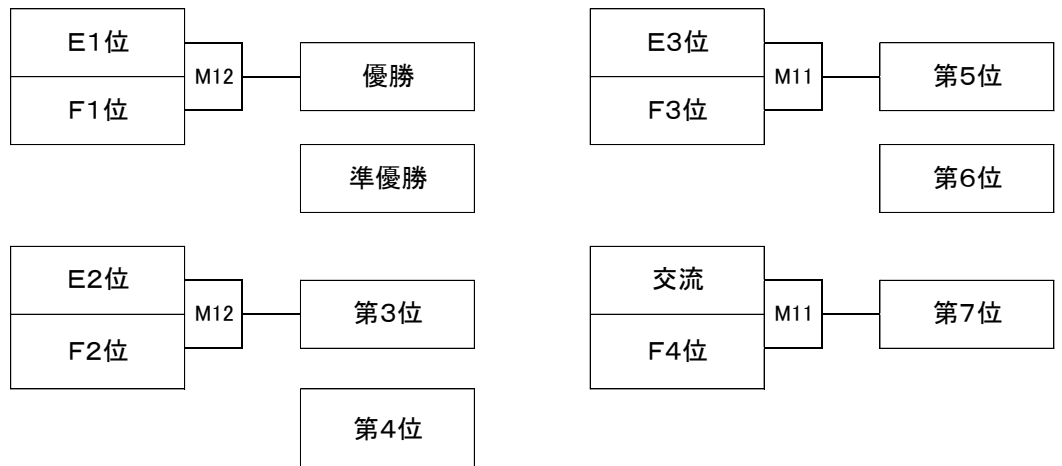 E1位
M12
F1位
優勝
準優勝
E3位
M11
F3位
第5位
第6位
E2位
M12
F2位
第3位
第4位
交流
M11
F4位
第7位